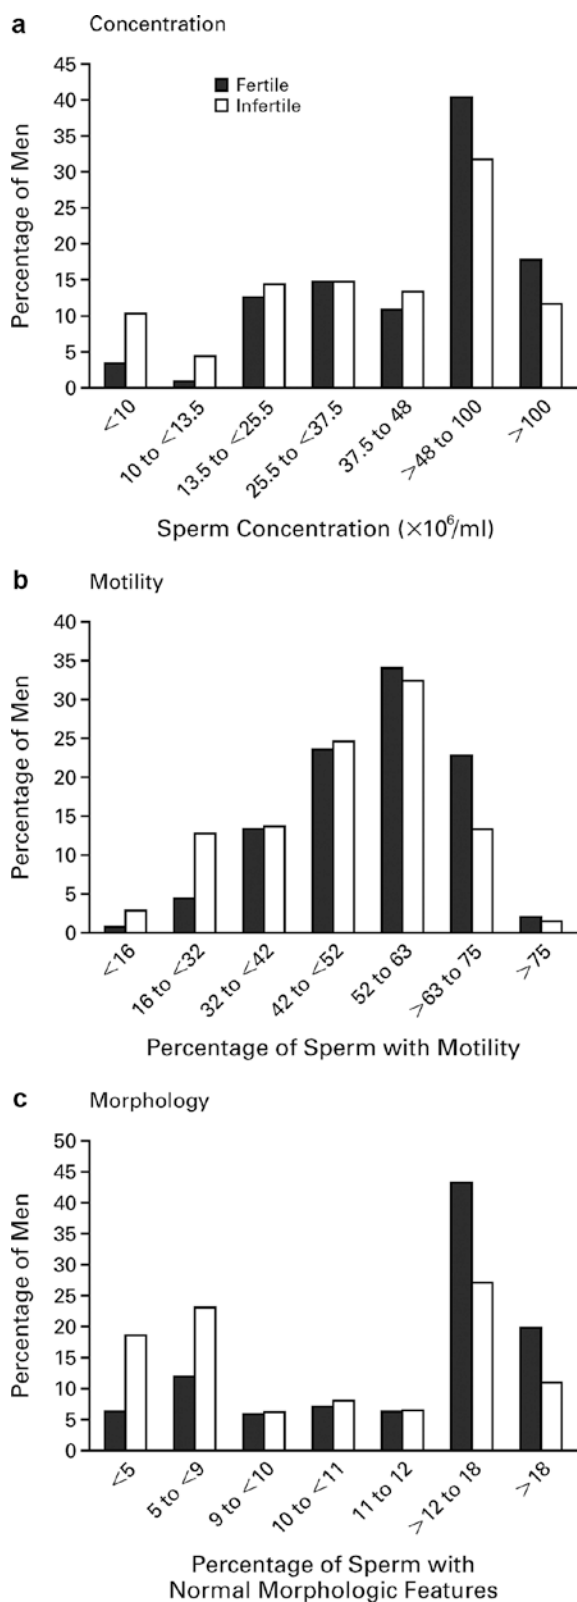 a Concentration
45
40
35
30
25
20
15
10
5
0
Percentage of Men
Fertile
Infertile
<10
10 to <13.5
13.5 to <25.5
25.5 to <37.5
37.5 to 48
>48 to 100
>100
Sperm Concentration (×10⁶/ml)
b Motility
40
35
30
25
20
15
10
5
0
Percentage of Men
<16
16 to <32
32 to <42
42 to <52
52 to 63
>63 to 75
>75
Percentage of Sperm with Motility
c Morphology
50
45
40
35
30
25
20
15
10
5
0
Percentage of Men
<5
5 to <9
9 to <10
10 to <11
11 to 12
>12 to 18
>18
Percentage of Sperm with
Normal Morphologic Features